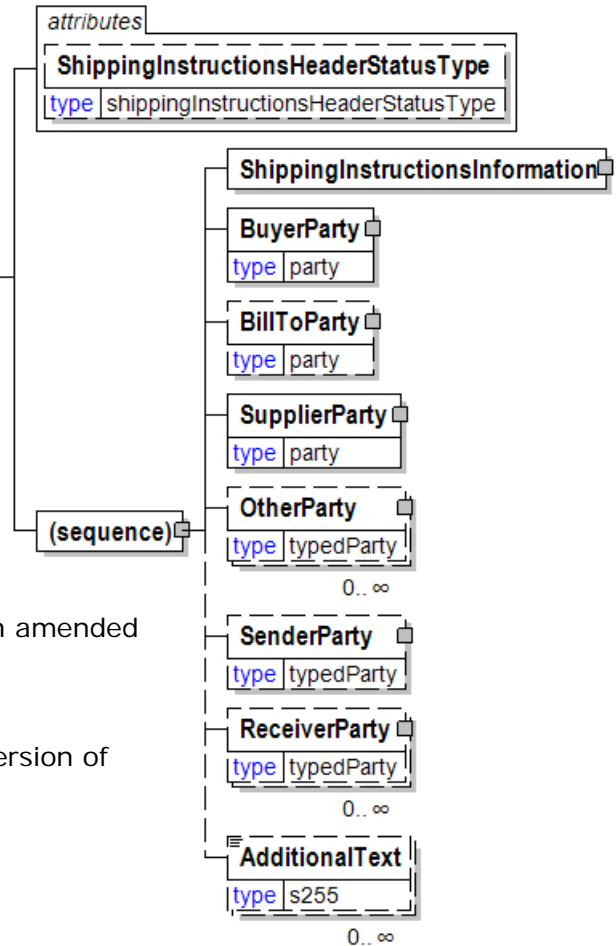 attributes
ShippingInstructionsHeaderStatusType
type shippingInstructionsHeaderStatusType
ShippingInstructionsInformation
BuyerParty
type party
BillToParty
type party
SupplierParty
type party
(sequence)
OtherParty
type typedParty
0.. ∞
n amended
SenderParty
type typedParty
ersion of
ReceiverParty
type typedParty
0.. ∞
AdditionalText
type s255
0.. ∞